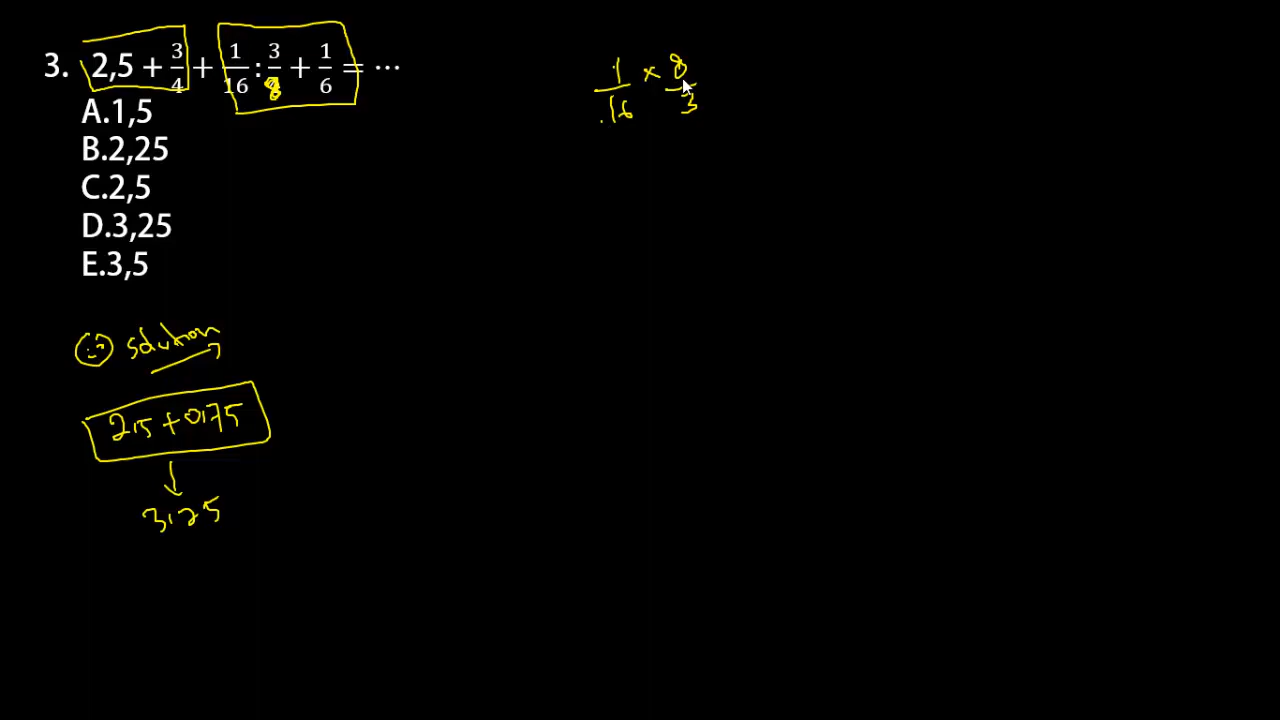 3. 2,5 + 3/4 + 1/16 : 3/8 + 1/6 = ...
A.1,5
B.2,25
C.2,5
D.3,25
E.3,5
1/16 × 8/3
solution
2,5 + 0,75
3,25